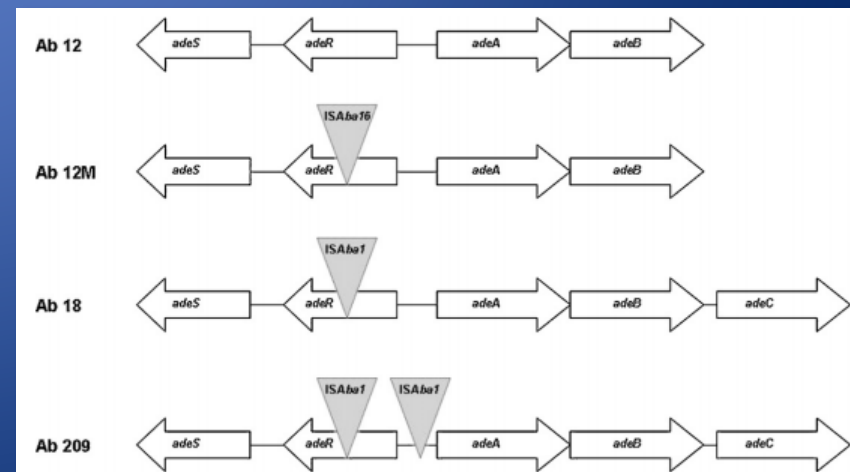 Ab 12 adeS adeR adeA adeB
ISAba16
Ab 12M adeS adeR adeA adeB
ISAba1
Ab 18 adeS adeR adeA adeB adeC
ISAba1 ISAba1
Ab 209 adeS adeR adeA adeB adeC